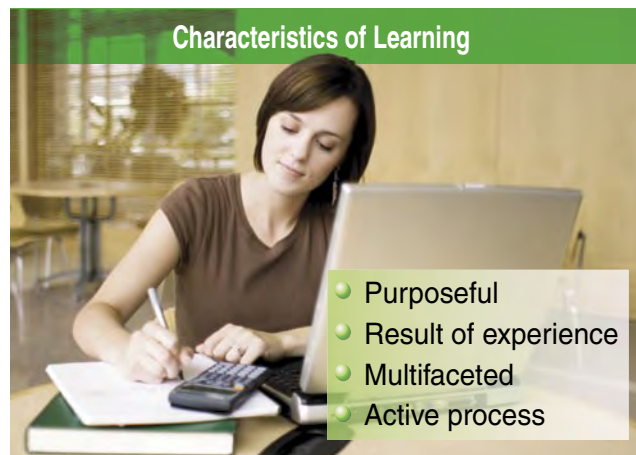 Characteristics of Learning
Purposeful
Result of experience
Multifaceted
Active process